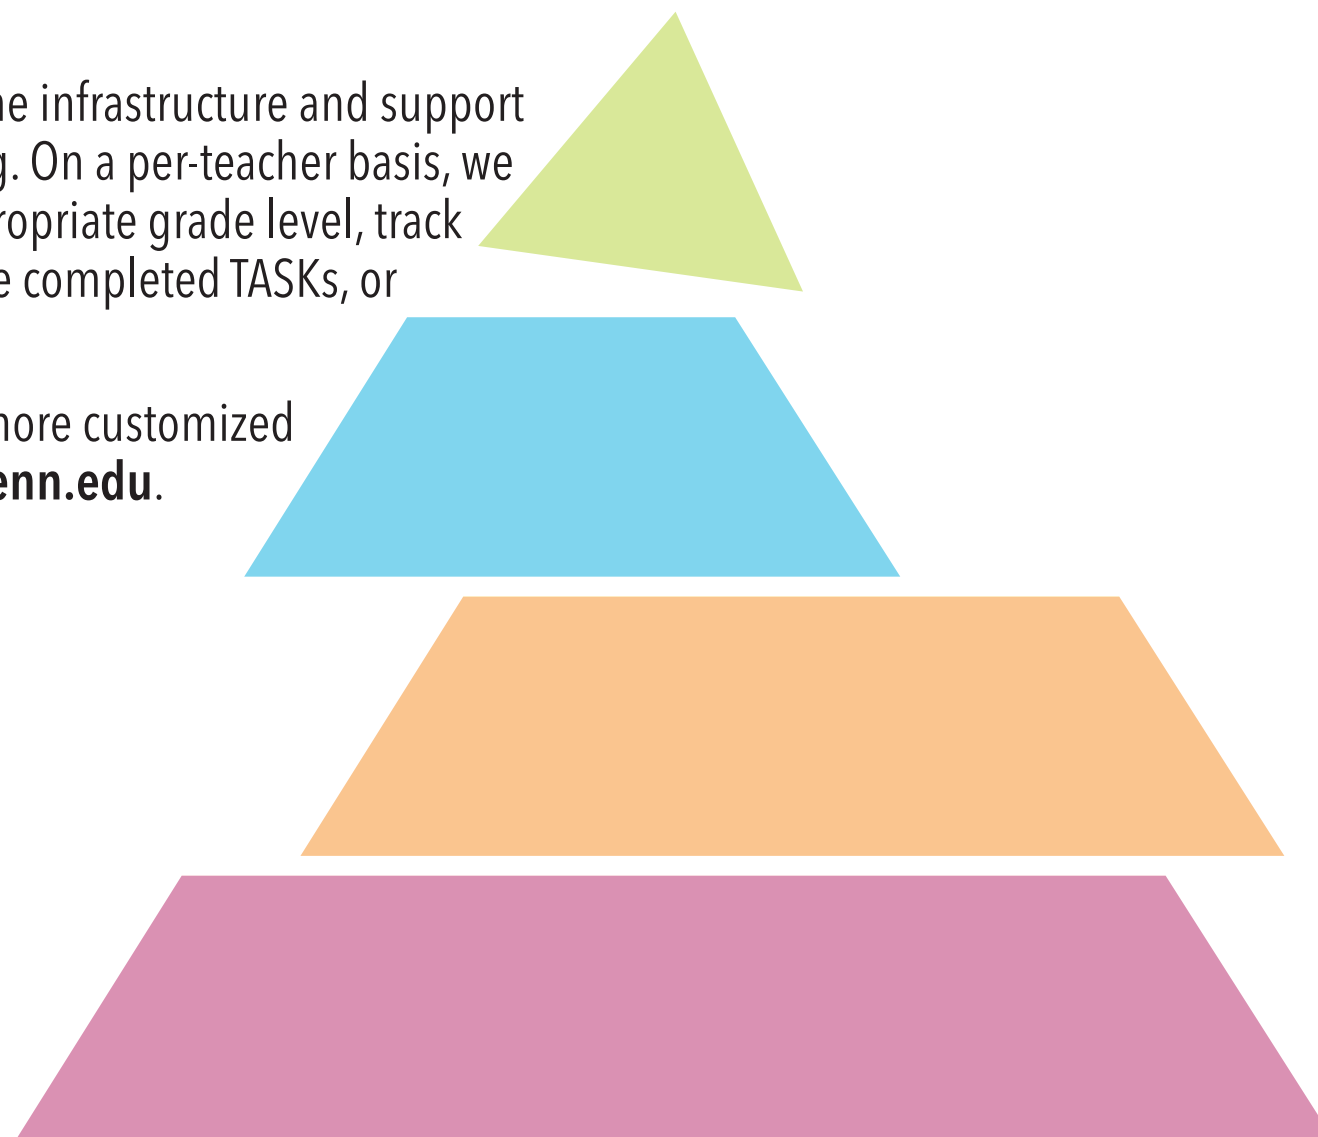 ne infrastructure and support
g. On a per-teacher basis, we
ropriate grade level, track
e completed TASKs, or
nore customized
enn.edu.